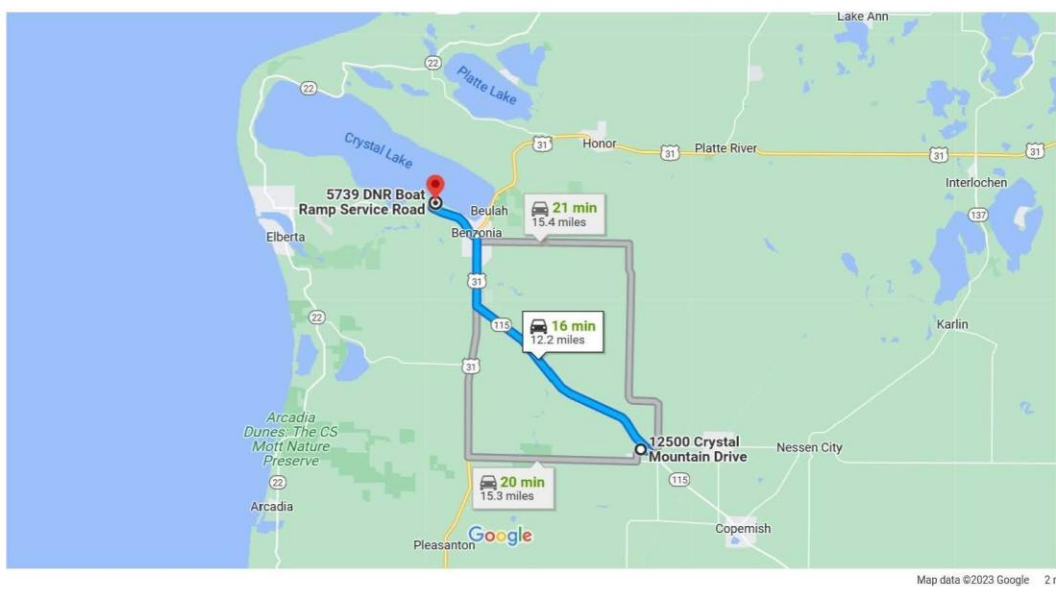 Lake Ann
22
Platte Lake
22
Crystal Lake
31
Honor
31
Platte River
31
31
Interlochen
5739 DNR Boat
Ramp Service Road
Beulah
21 min
15.4 miles
137
Elberta
Benzonia
31
22
115
16 min
12.2 miles
Karlin
31
Arcadia
Dunes: The CS
Mott Nature
Preserve
12500 Crystal
Mountain Drive
Nessen City
22
20 min
15.3 miles
115
Arcadia
Copemish
Pleasanton
Google
Map data ©2023 Google
2